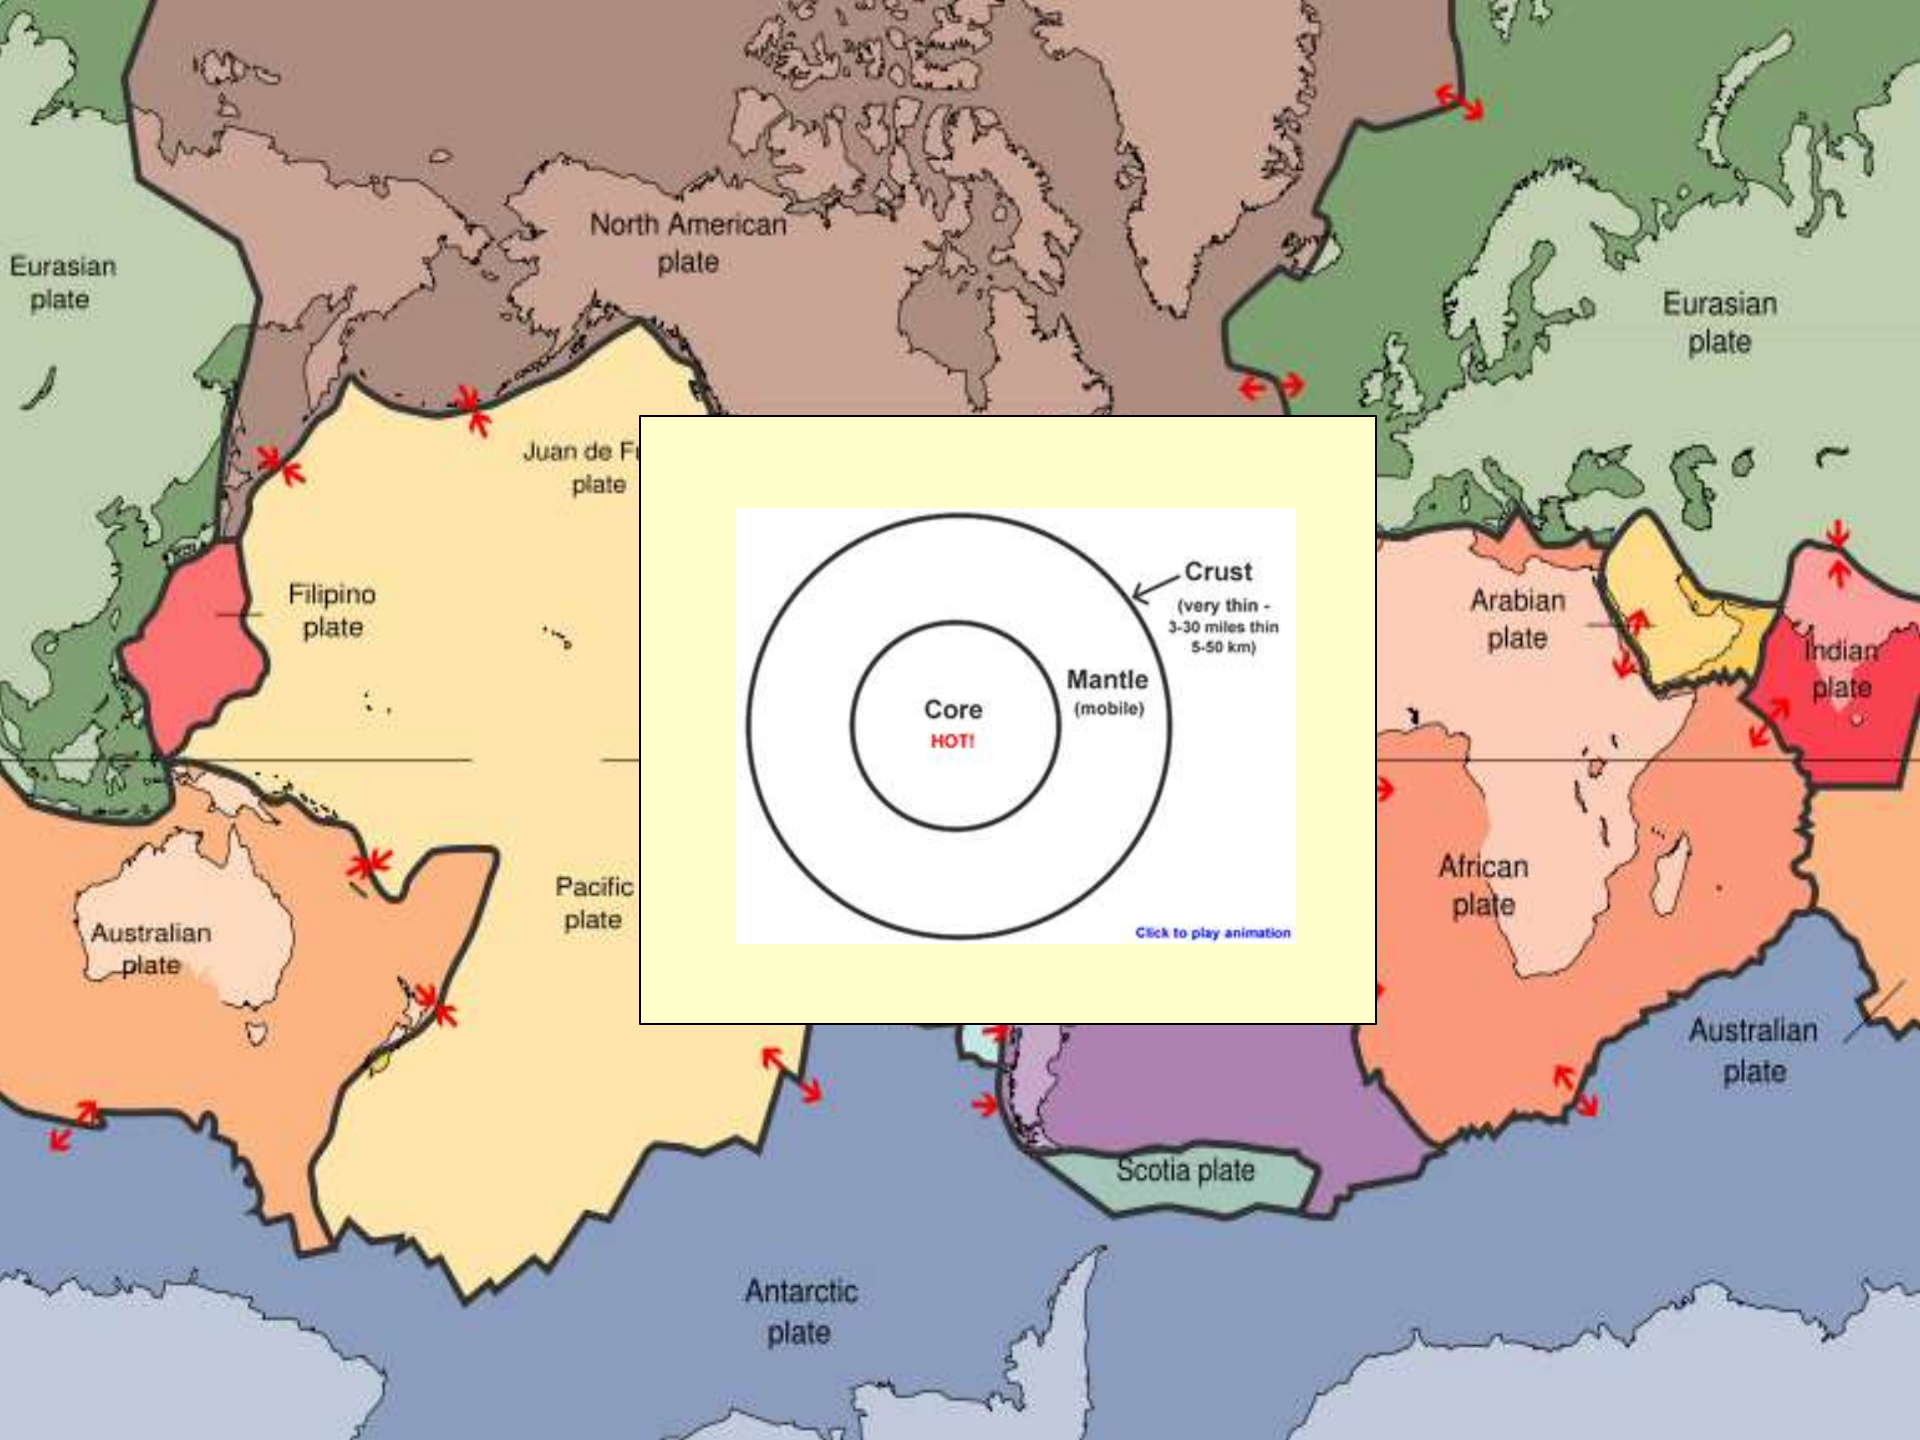 North American
plate
Eurasian
plate
Eurasian
plate
Juan de
plate
Filipino
plate
Arabian
plate
Indian
plate
Crust
(very thin -
3-30 miles thin
5-50 km)
Mantle
(mobile)
Core
HOT!
Click to play animation
African
plate
Pacific
plate
Australian
plate
Australian
plate
Scotia plate
Antarctic
plate